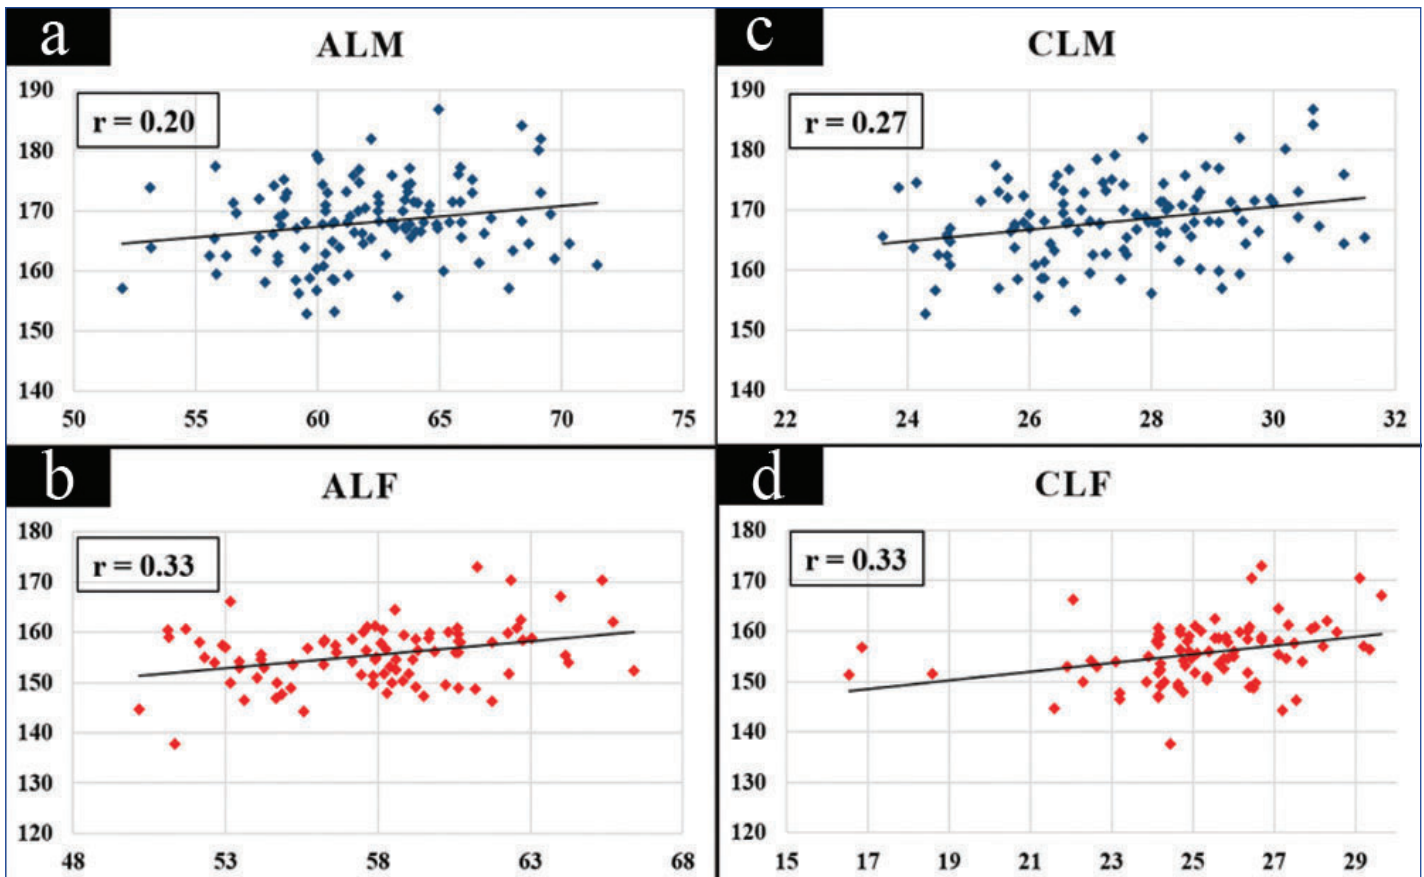 a
ALM
r = 0.20
190
180
170
160
150
140
50 55 60 65 70 75
c
CLM
r = 0.27
190
180
170
160
150
140
22 24 26 28 30 32
b
ALF
r = 0.33
180
170
160
150
140
130
120
48 53 58 63 68
d
CLF
r = 0.33
180
170
160
150
140
130
120
15 17 19 21 23 25 27 29